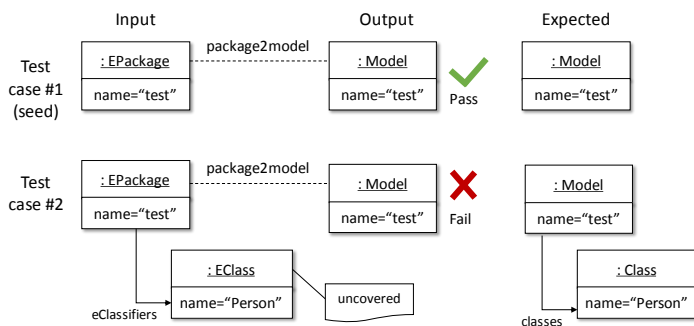 Input Output Expected
Test case #1 (seed)
: EPackage
name=“test”
package2model
: Model
name=“test”
Pass
: Model
name=“test”
Test case #2
: EPackage
name=“test”
package2model
: Model
name=“test”
Fail
: Model
name=“test”
eClassifiers
: EClass
name=“Person”
uncovered
classes
: Class
name=“Person”